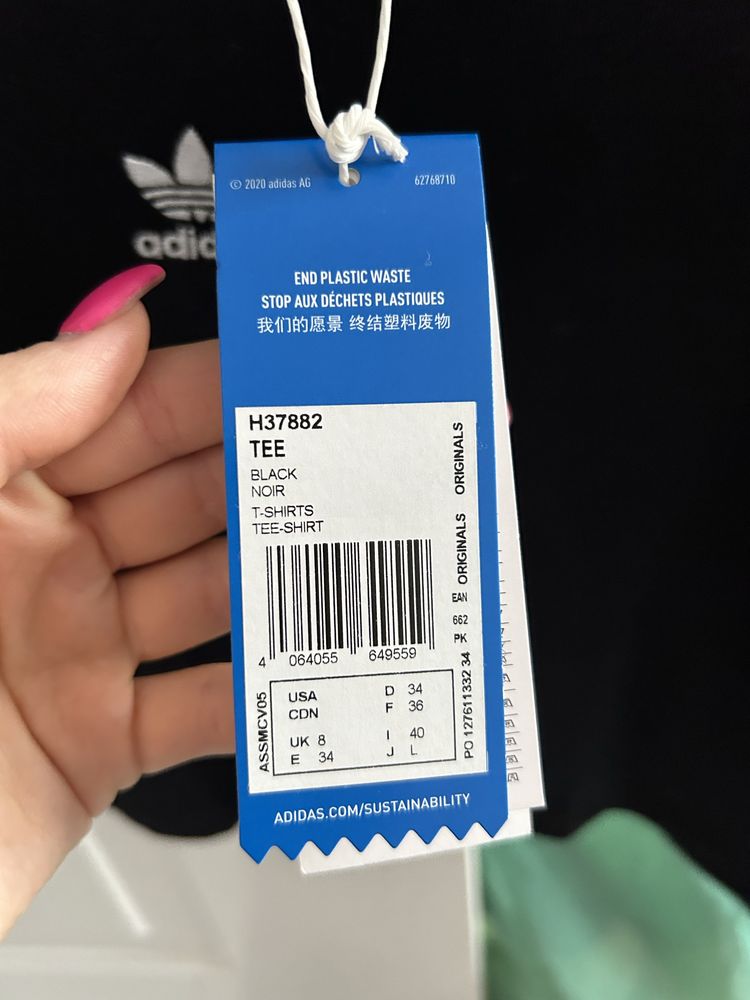 © 2020 adidas AG
62768710
END PLASTIC WASTE
STOP AUX DÉCHETS PLASTIQUES
我们的愿景 终结塑料废物
H37882
TEE
BLACK
NOIR
T-SHIRTS
TEE-SHIRT
ORIGINALS
ORIGINALS
EAN
662
PK
4 064055 649559
ASSMCV05
PO 127611332 34
USA D 34
CDN F 36
UK 8 I 40
E 34 J L
ADIDAS.COM/SUSTAINABILITY